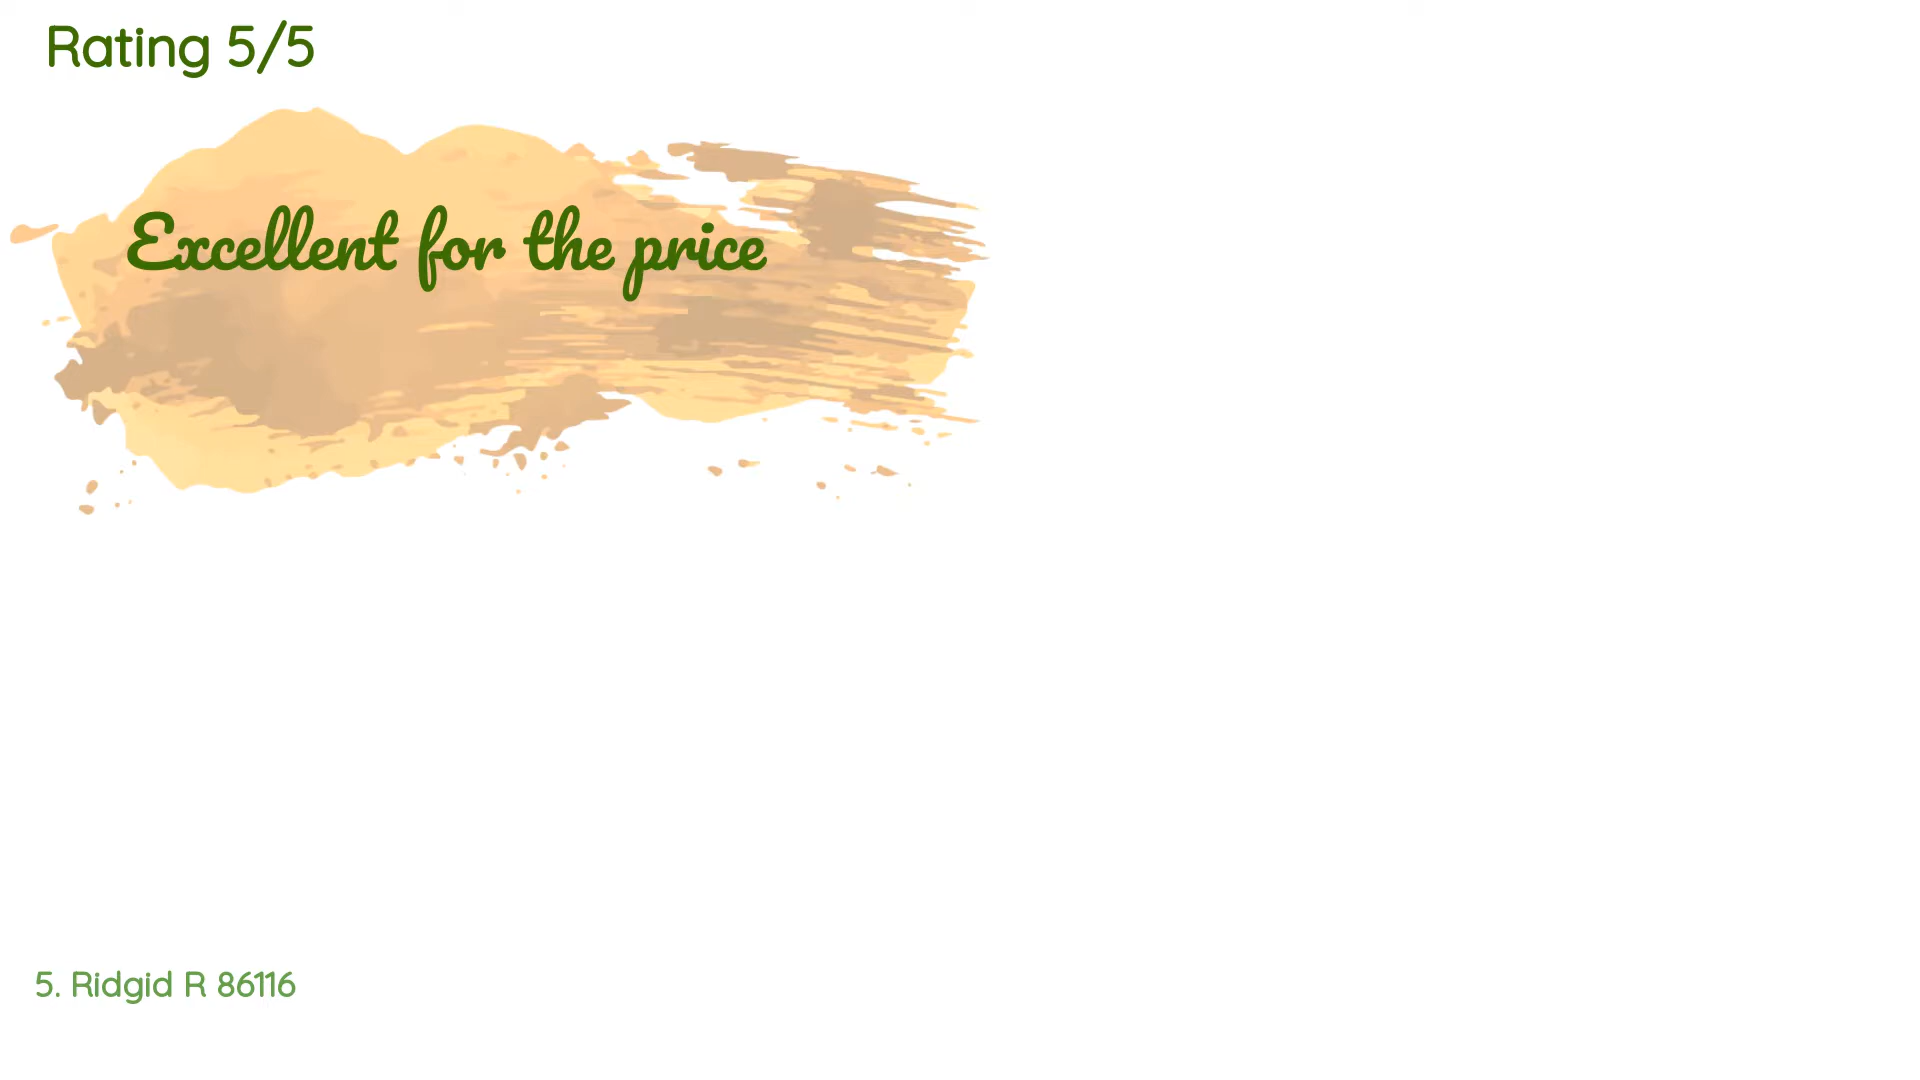 Rating 5/5
Excellent for the price
5. Ridgid R 86116